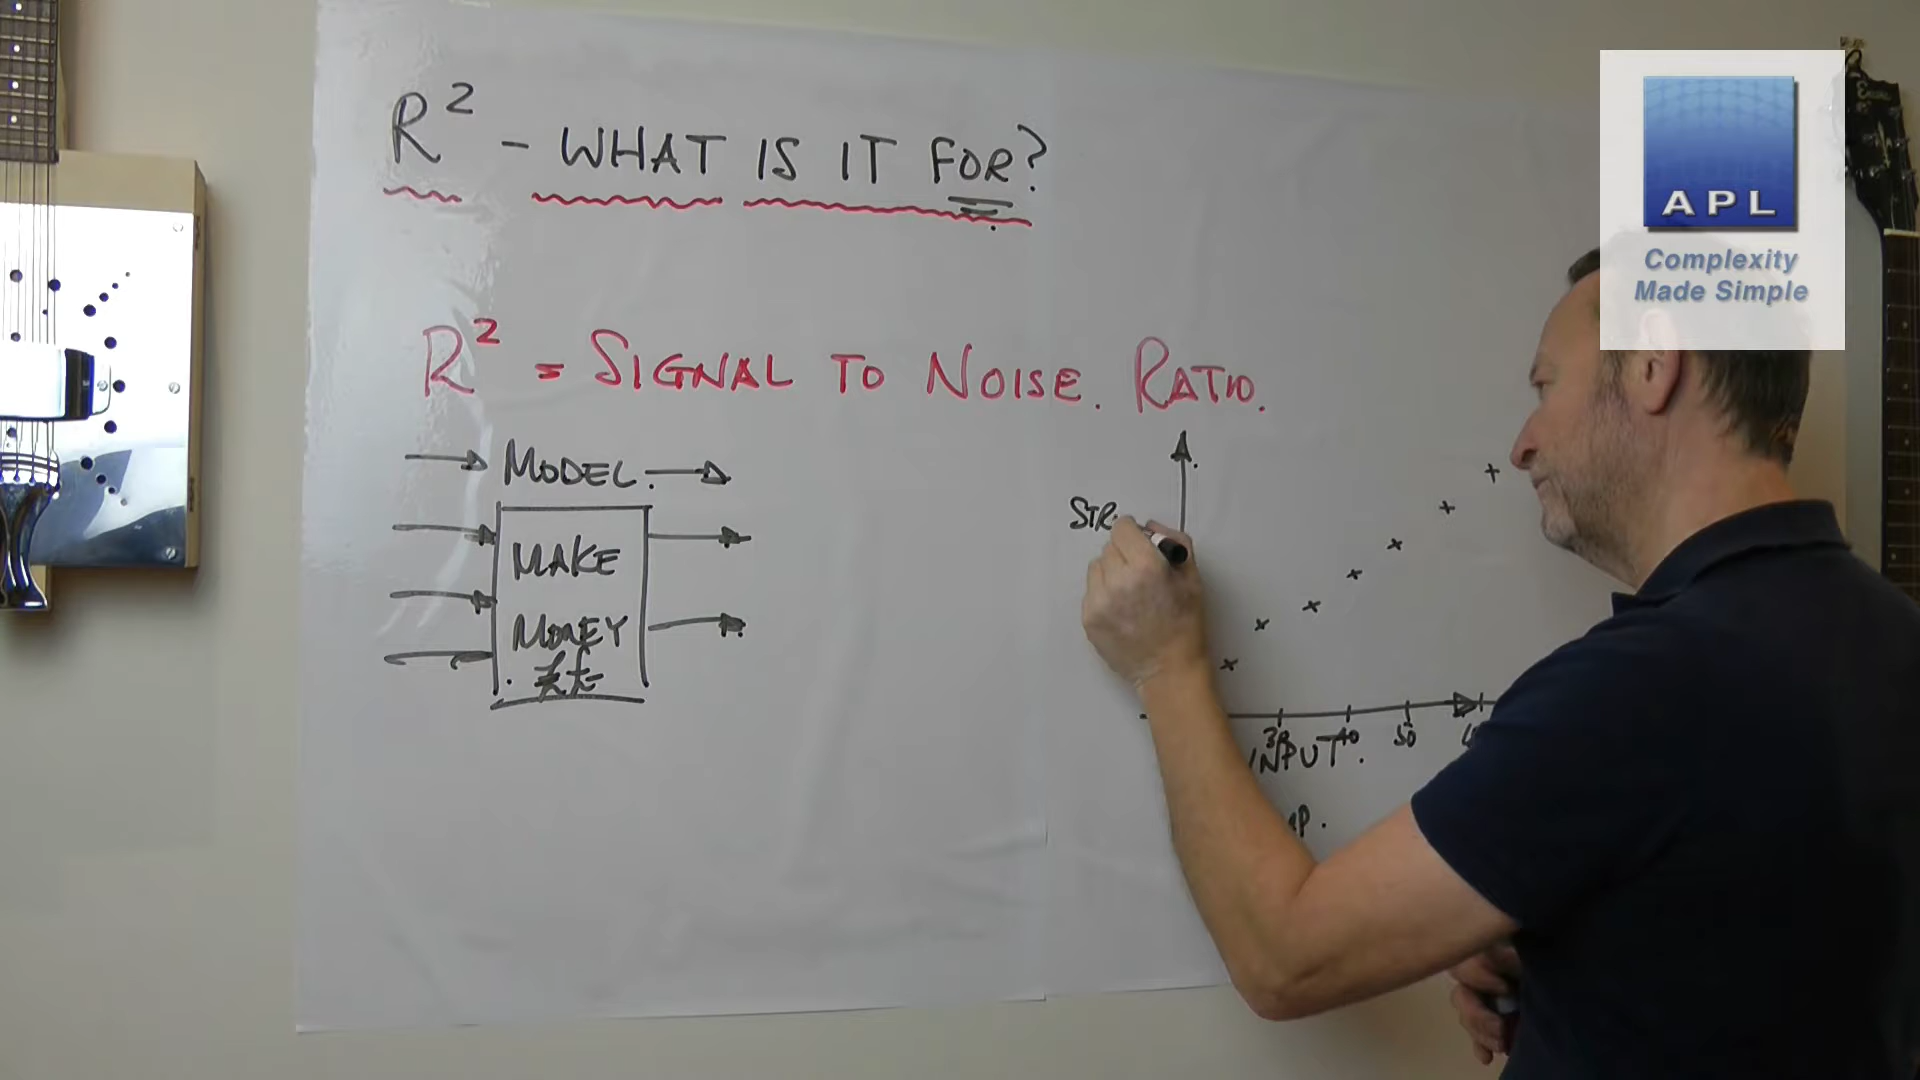 R² - WHAT IS IT FOR?
R² = SIGNAL TO NOISE. RATIO.
MODEL.
MAKE
MONEY
STR
30 40 50
INPUT.
APL
Complexity
Made Simple